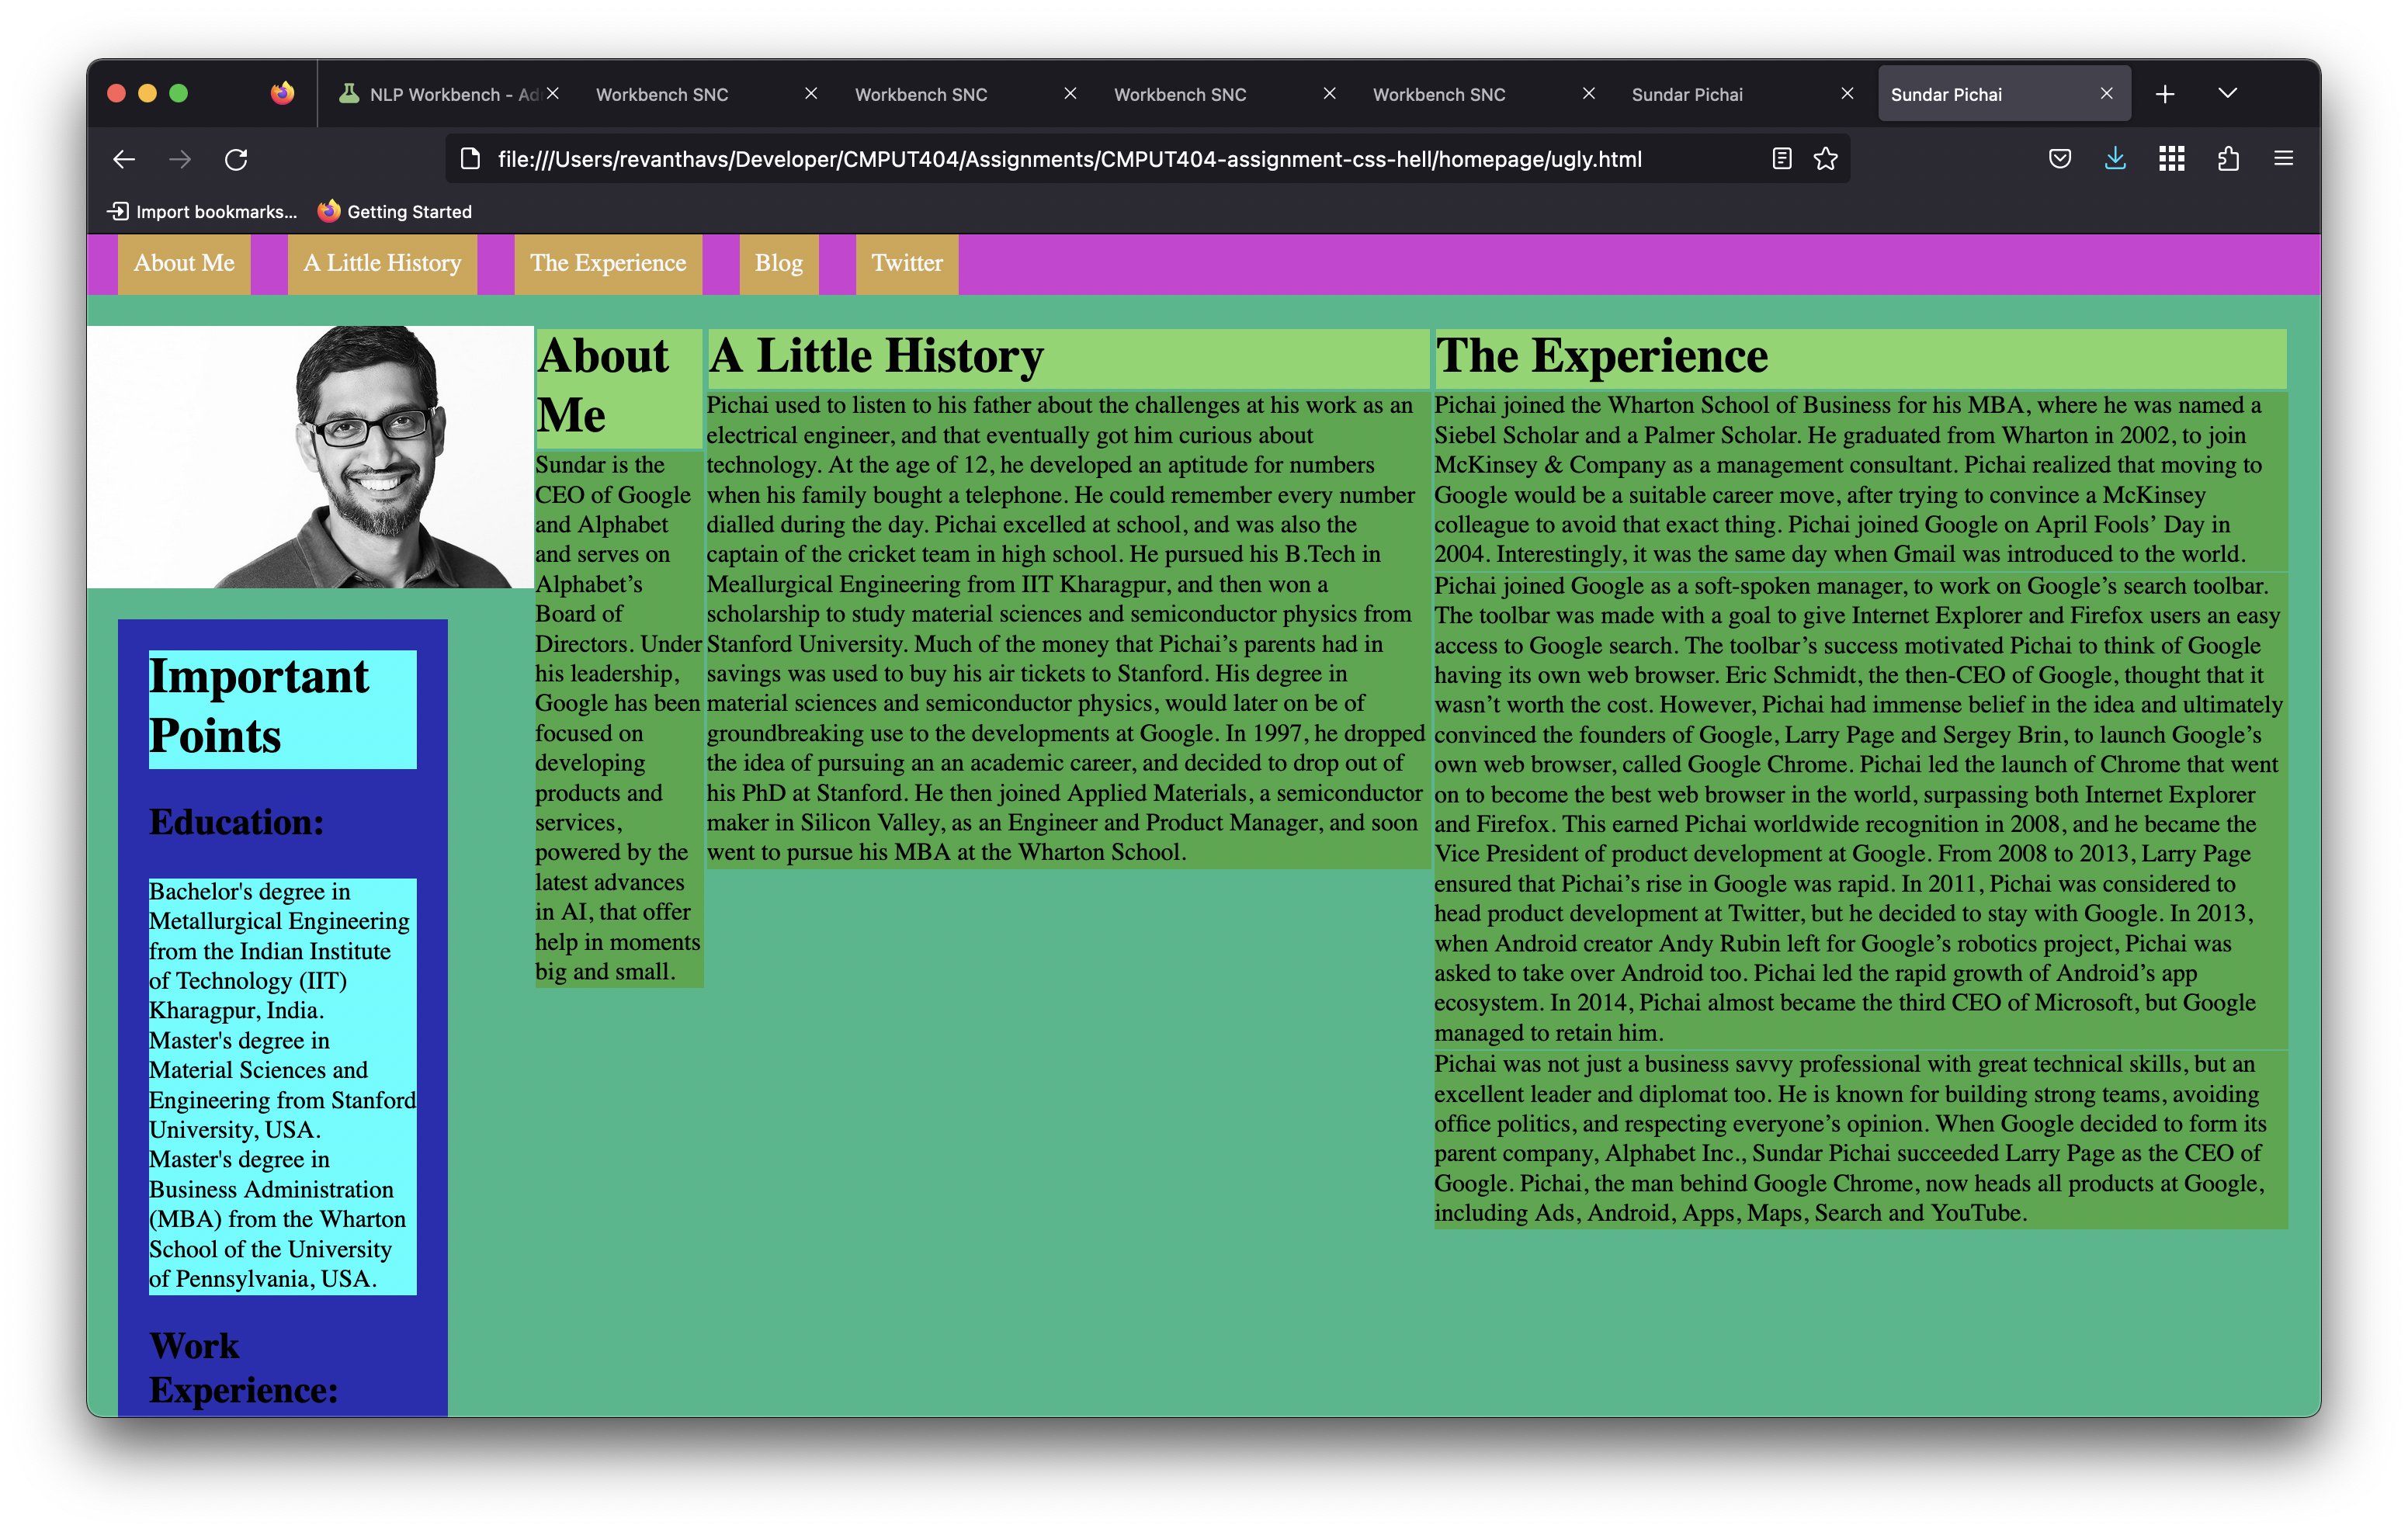 NLP Workbench - Ad
Workbench SNC
Workbench SNC
Workbench SNC
Workbench SNC
Sundar Pichai
Sundar Pichai
file:///Users/revanthavs/Developer/CMPUT404/Assignments/CMPUT404-assignment-css-hell/homepage/ugly.html
Import bookmarks...
Getting Started
About Me
A Little History
The Experience
Blog
Twitter
Important
Points
Education:
Bachelor's degree in
Metallurgical Engineering
from the Indian Institute
of Technology (IIT)
Kharagpur, India.
Master's degree in
Material Sciences and
Engineering from Stanford
University, USA.
Master's degree in
Business Administration
(MBA) from the Wharton
School of the University
of Pennsylvania, USA.
Work
Experience:
About
Me
Sundar is the
CEO of Google
and Alphabet
and serves on
Alphabet’s
Board of
Directors. Under
his leadership,
Google has been
focused on
developing
products and
services,
powered by the
latest advances
in AI, that offer
help in moments
big and small.
A Little History
Pichai used to listen to his father about the challenges at his work as an
electrical engineer, and that eventually got him curious about
technology. At the age of 12, he developed an aptitude for numbers
when his family bought a telephone. He could remember every number
dialled during the day. Pichai excelled at school, and was also the
captain of the cricket team in high school. He pursued his B.Tech in
Meallurgical Engineering from IIT Kharagpur, and then won a
scholarship to study material sciences and semiconductor physics from
Stanford University. Much of the money that Pichai’s parents had in
savings was used to buy his air tickets to Stanford. His degree in
material sciences and semiconductor physics, would later on be of
groundbreaking use to the developments at Google. In 1997, he dropped
the idea of pursuing an an academic career, and decided to drop out of
his PhD at Stanford. He then joined Applied Materials, a semiconductor
maker in Silicon Valley, as an Engineer and Product Manager, and soon
went to pursue his MBA at the Wharton School.
The Experience
Pichai joined the Wharton School of Business for his MBA, where he was named a
Siebel Scholar and a Palmer Scholar. He graduated from Wharton in 2002, to join
McKinsey & Company as a management consultant. Pichai realized that moving to
Google would be a suitable career move, after trying to convince a McKinsey
colleague to avoid that exact thing. Pichai joined Google on April Fools’ Day in
2004. Interestingly, it was the same day when Gmail was introduced to the world.
Pichai joined Google as a soft-spoken manager, to work on Google’s search toolbar.
The toolbar was made with a goal to give Internet Explorer and Firefox users an easy
access to Google search. The toolbar’s success motivated Pichai to think of Google
having its own web browser. Eric Schmidt, the then-CEO of Google, thought that it
wasn’t worth the cost. However, Pichai had immense belief in the idea and ultimately
convinced the founders of Google, Larry Page and Sergey Brin, to launch Google’s
own web browser, called Google Chrome. Pichai led the launch of Chrome that went
on to become the best web browser in the world, surpassing both Internet Explorer
and Firefox. This earned Pichai worldwide recognition in 2008, and he became the
Vice President of product development at Google. From 2008 to 2013, Larry Page
ensured that Pichai’s rise in Google was rapid. In 2011, Pichai was considered to
head product development at Twitter, but he decided to stay with Google. In 2013,
when Android creator Andy Rubin left for Google’s robotics project, Pichai was
asked to take over Android too. Pichai led the rapid growth of Android’s app
ecosystem. In 2014, Pichai almost became the third CEO of Microsoft, but Google
managed to retain him.
Pichai was not just a business savvy professional with great technical skills, but an
excellent leader and diplomat too. He is known for building strong teams, avoiding
office politics, and respecting everyone’s opinion. When Google decided to form its
parent company, Alphabet Inc., Sundar Pichai succeeded Larry Page as the CEO of
Google. Pichai, the man behind Google Chrome, now heads all products at Google,
including Ads, Android, Apps, Maps, Search and YouTube.